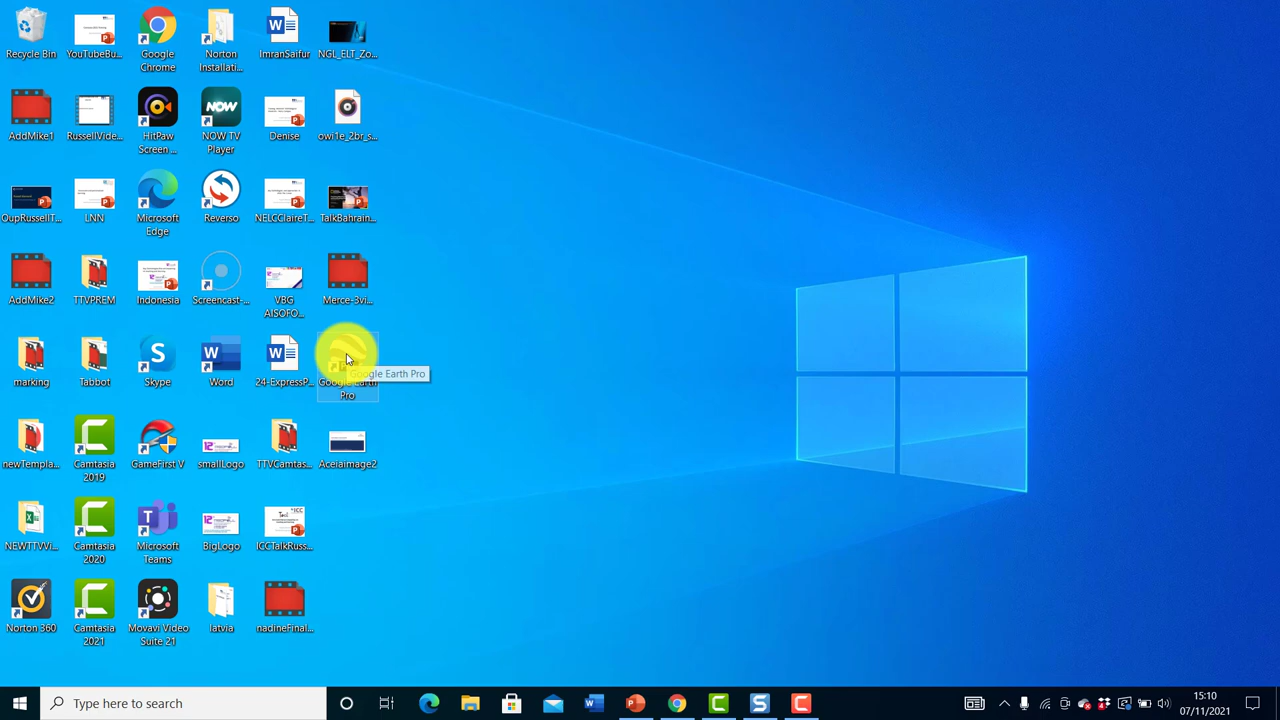 Recycle Bin
YouTubeBu...
Google
Chrome
Norton
Installati...
ImranSaifur
NGL_ELT_Zo...
AddMike1
RussellVide...
HitPaw
Screen ...
NOW
NOW TV
Player
Denise
owi1e_2br_s...
OupRussellT...
LNN
Microsoft
Edge
Reverso
NELCClaireT...
TalkBahrain...
AddMike2
TTVPREM
Indonesia
Screencast-...
VBG
AISOFO...
Merce-3vi...
marking
Tabbot
Skype
Word
24-ExpressP...
Google Earth
Pro
Google Earth Pro
newTempla...
Camtasia
2019
GameFirst V
smallLogo
TTVCamtas...
Aceiaimage2
NEWTTVVi...
Camtasia
2020
Microsoft
Teams
BigLogo
ICCTalkRuss...
Norton 360
Camtasia
2021
Movavi Video
Suite 21
latvia
nadineFinal...
Type here to search
15:10
07/11/2021